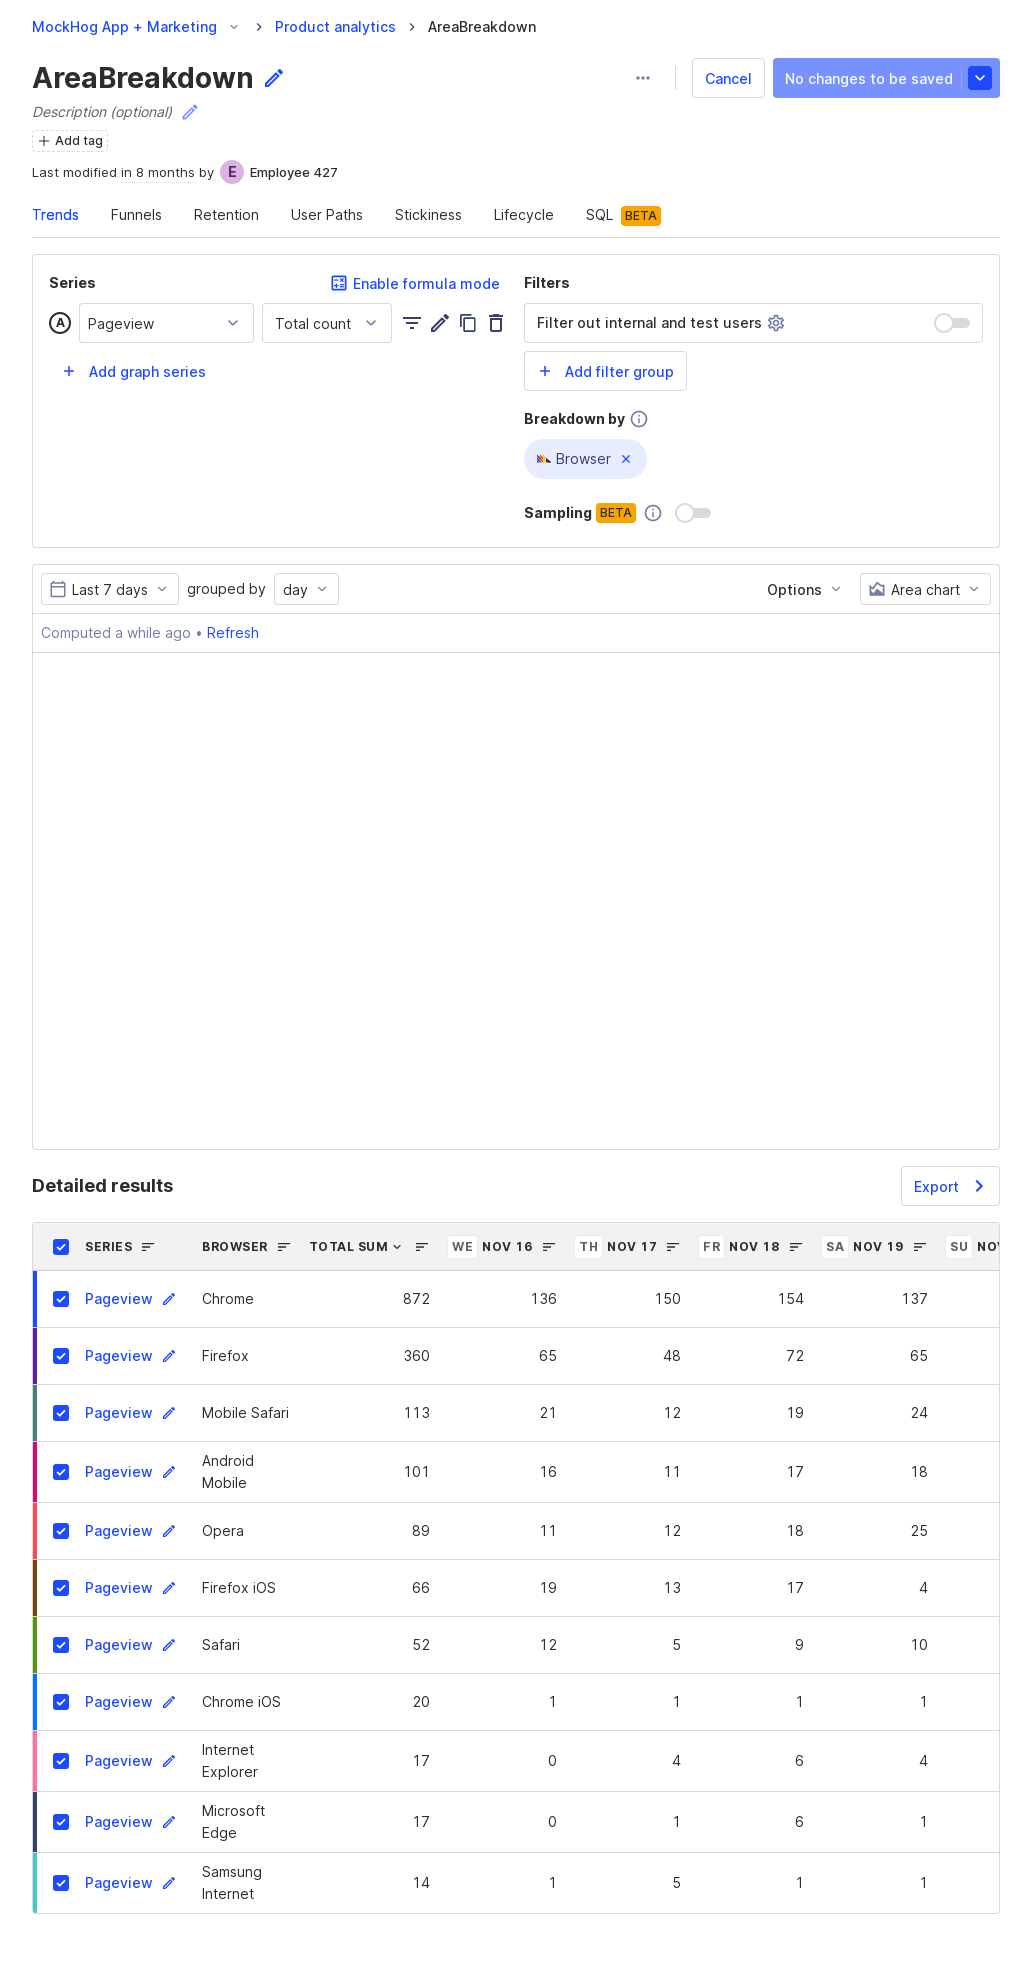 MockHog App + Marketing Product analytics AreaBreakdown
AreaBreakdown
Cancel No changes to be saved
Description (optional)
Add tag
Last modified in 8 months by E Employee 427
Trends Funnels Retention User Paths Stickiness Lifecycle SQL BETA
Series Enable formula mode
A Pageview Total count
Add graph series
Filters
Filter out internal and test users
Add filter group
Breakdown by
Browser
Sampling BETA
Last 7 days grouped by day Options Area chart
Computed a while ago • Refresh
Detailed results Export
SERIES BROWSER TOTAL SUM WE NOV 16 TH NOV 17 FR NOV 18 SA NOV 19 SU
Pageview Chrome 872 136 150 154 137
Pageview Firefox 360 65 48 72 65
Pageview Mobile Safari 113 21 12 19 24
Pageview Android Mobile 101 16 11 17 18
Pageview Opera 89 11 12 18 25
Pageview Firefox iOS 66 19 13 17 4
Pageview Safari 52 12 5 9 10
Pageview Chrome iOS 20 1 1 1 1
Pageview Internet Explorer 17 0 4 6 4
Pageview Microsoft Edge 17 0 1 6 1
Pageview Samsung Internet 14 1 5 1 1